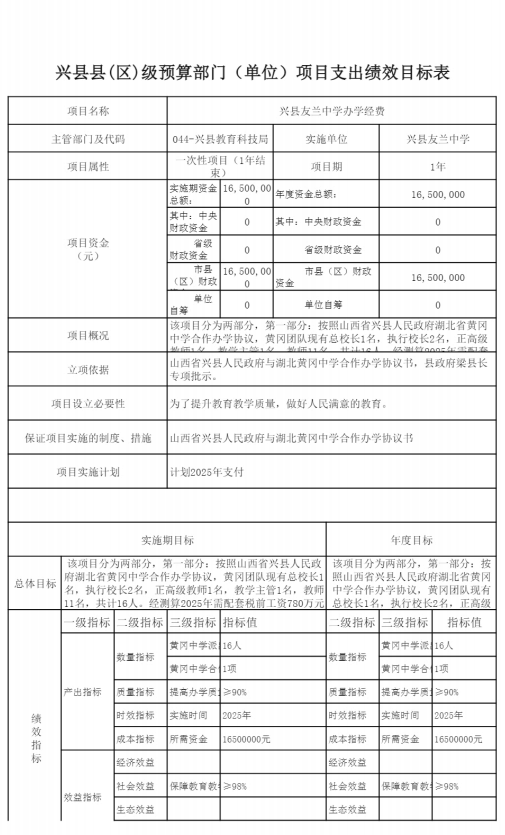 兴县县(区)级预算部门（单位）项目支出绩效目标表
项目名称 兴县友兰中学办学经费
主管部门及代码 044-兴县教育科技局 实施单位 兴县友兰中学
项目属性 一次性项目（1年结束） 项目期 1年
项目资金（元） 实施期资金总额： 16,500,000 年度资金总额： 16,500,000
其中：中央财政资金 0 其中：中央财政资金 0
省级财政资金 0 省级财政资金 0
市县（区）财政 16,500,000 市县（区）财政资金 16,500,000
单位自筹 0 单位自筹 0
项目概况 该项目分为两部分，第一部分：按照山西省兴县人民政府湖北省黄冈
中学合作办学协议，黄冈团队现有总校长1名，执行校长2名，正高级
教师1名，教学主管1名，教师11名，共计16人。经测算2025年需配套
立项依据 山西省兴县人民政府与湖北黄冈中学合作办学协议书，县政府梁县长
专项批示。
项目设立必要性 为了提升教育教学质量，做好人民满意的教育。
保证项目实施的制度、措施 山西省兴县人民政府与湖北黄冈中学合作办学协议书
项目实施计划 计划2025年支付
实施期目标 年度目标
总体目标
该项目分为两部分，第一部分：按照山西省兴县人民政
府湖北省黄冈中学合作办学协议，黄冈团队现有总校长1
名，执行校长2名，正高级教师1名，教学主管1名，教师
11名，共计16人。经测算2025年需配套税前工资780万元
该项目分为两部分，第一部分：按
照山西省兴县人民政府湖北省黄冈
中学合作办学协议，黄冈团队现有
总校长1名，执行校长2名，正高级
绩效指标
一级指标 二级指标 三级指标 指标值 二级指标 三级指标 指标值
产出指标 数量指标 黄冈中学派 16人 数量指标 黄冈中学派 16人
黄冈中学合 1项 黄冈中学合 1项
质量指标 提高办学质 ≥90% 质量指标 提高办学质 ≥90%
时效指标 实施时间 2025年 时效指标 实施时间 2025年
成本指标 所需资金 16500000元 成本指标 所需资金 16500000元
效益指标 经济效益 经济效益
社会效益 保障教育教 ≥98% 社会效益 保障教育教 ≥98%
生态效益 生态效益